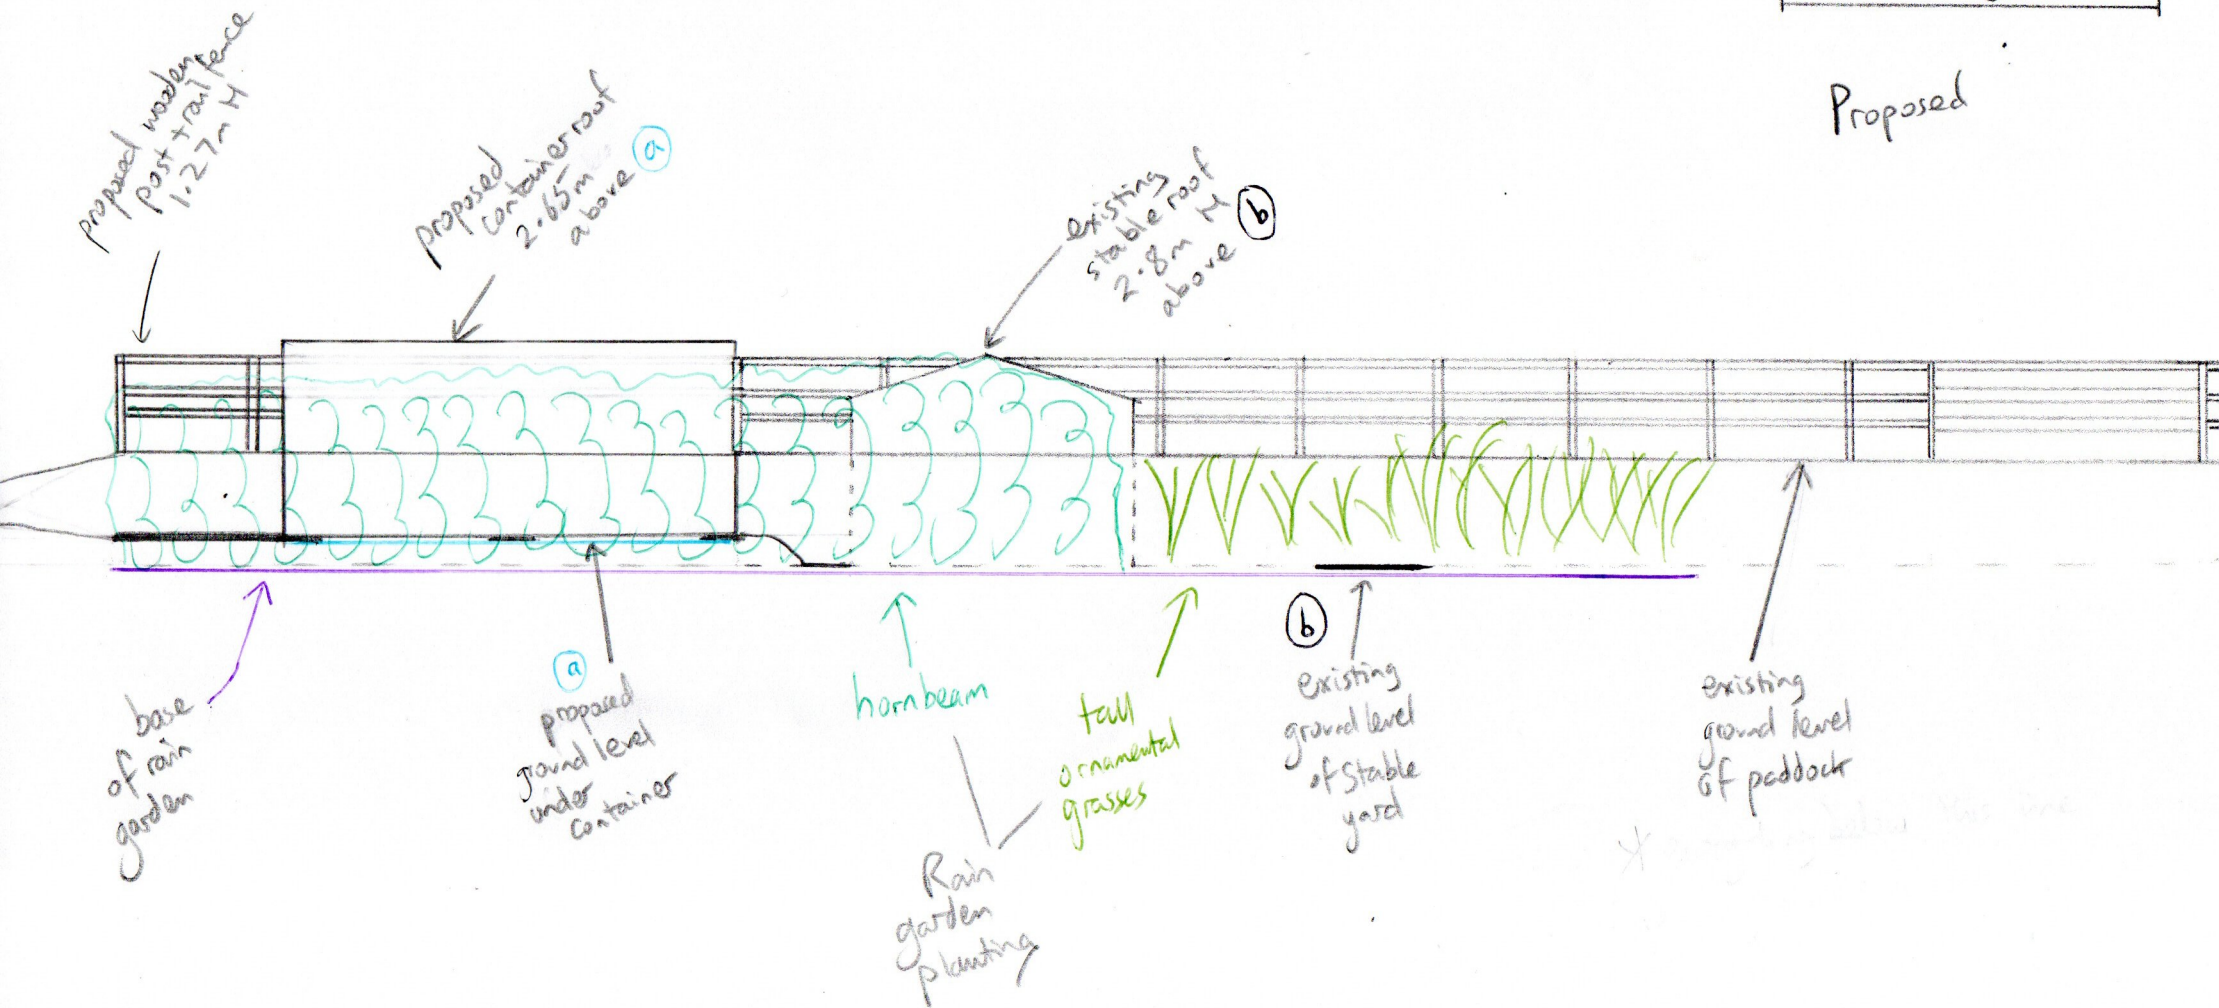 Proposed
proposed wooden
post + rail fence
1.27m H
proposed
container roof
2.65m
above a
existing
stable roof
2.8m H
above b
base
of rain
garden
a
proposed
ground level
under
container
hornbeam
tall
ornamental
grasses
Rain
garden
planting
b
existing
ground level
of stable
yard
existing
ground level
of paddock